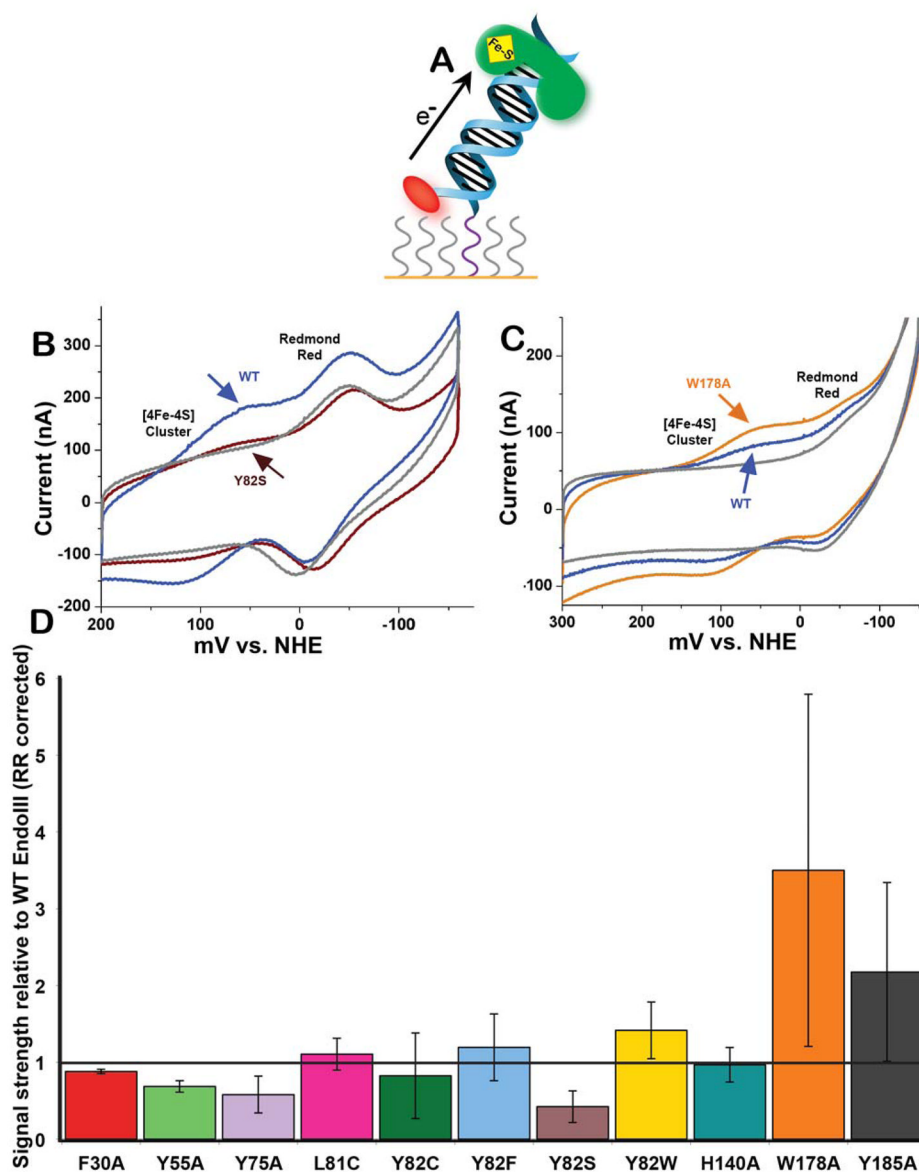 A
Fe-S
e-
B
Redmond
Red
WT
[4Fe-4S]
Cluster
Y82S
Current (nA)
300
200
100
0
-100
-200
200
100
0
-100
mV vs. NHE
C
Redmond
Red
W178A
[4Fe-4S]
Cluster
WT
Current (nA)
200
100
0
-100
300
200
100
0
-100
mV vs. NHE
D
Signal strength relative to WT EndoIII (RR corrected)
6
5
4
3
2
1
0
F30A Y55A Y75A L81C Y82C Y82F Y82S Y82W H140A W178A Y185A